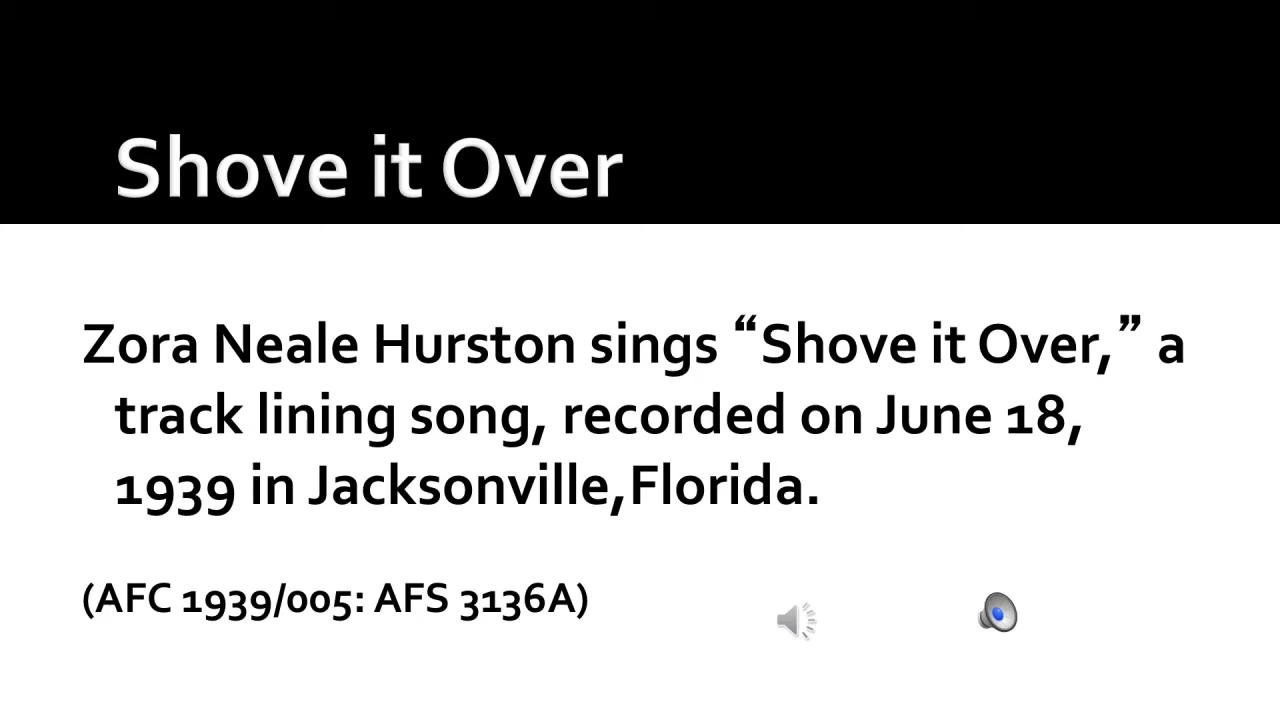 Shove it Over
Zora Neale Hurston sings “Shove it Over,” a
track lining song, recorded on June 18,
1939 in Jacksonville,Florida.
(AFC 1939/005: AFS 3136A)